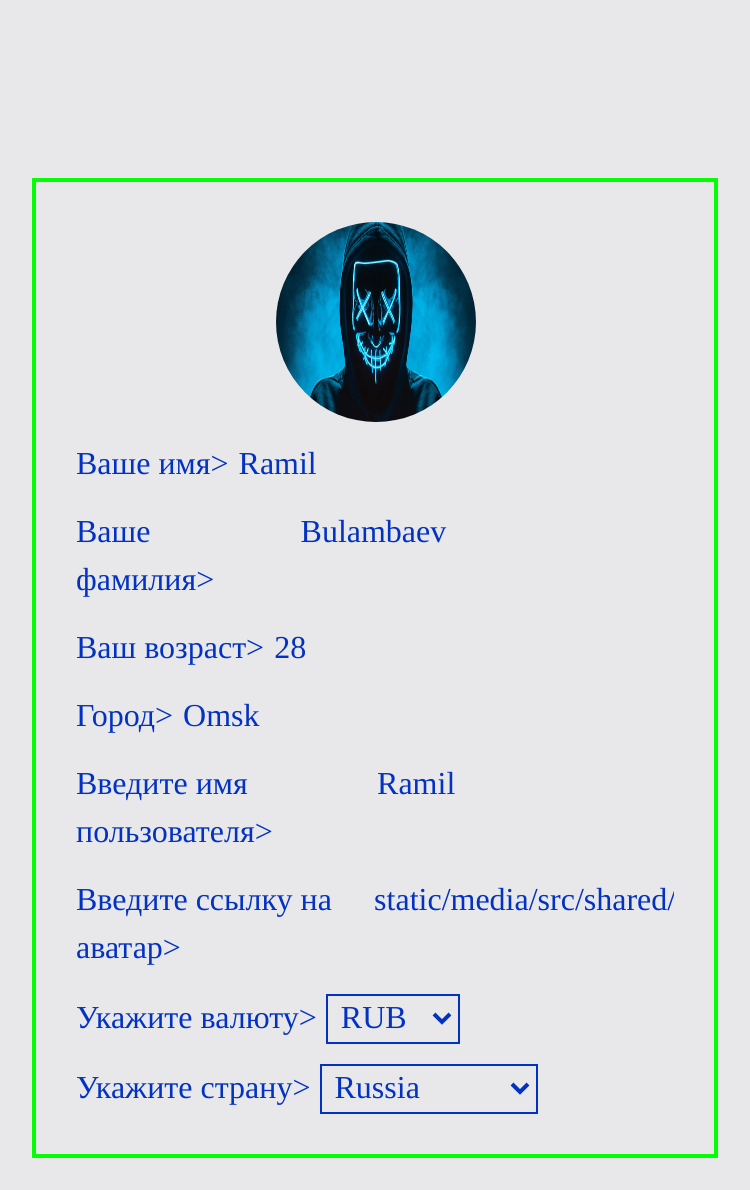 Ваше имя> Ramil
Ваше Bulambaev
фамилия>
Ваш возраст> 28
Город> Omsk
Введите имя Ramil
пользователя>
Введите ссылку на static/media/src/shared/
аватар>
Укажите валюту> RUB
Укажите страну> Russia